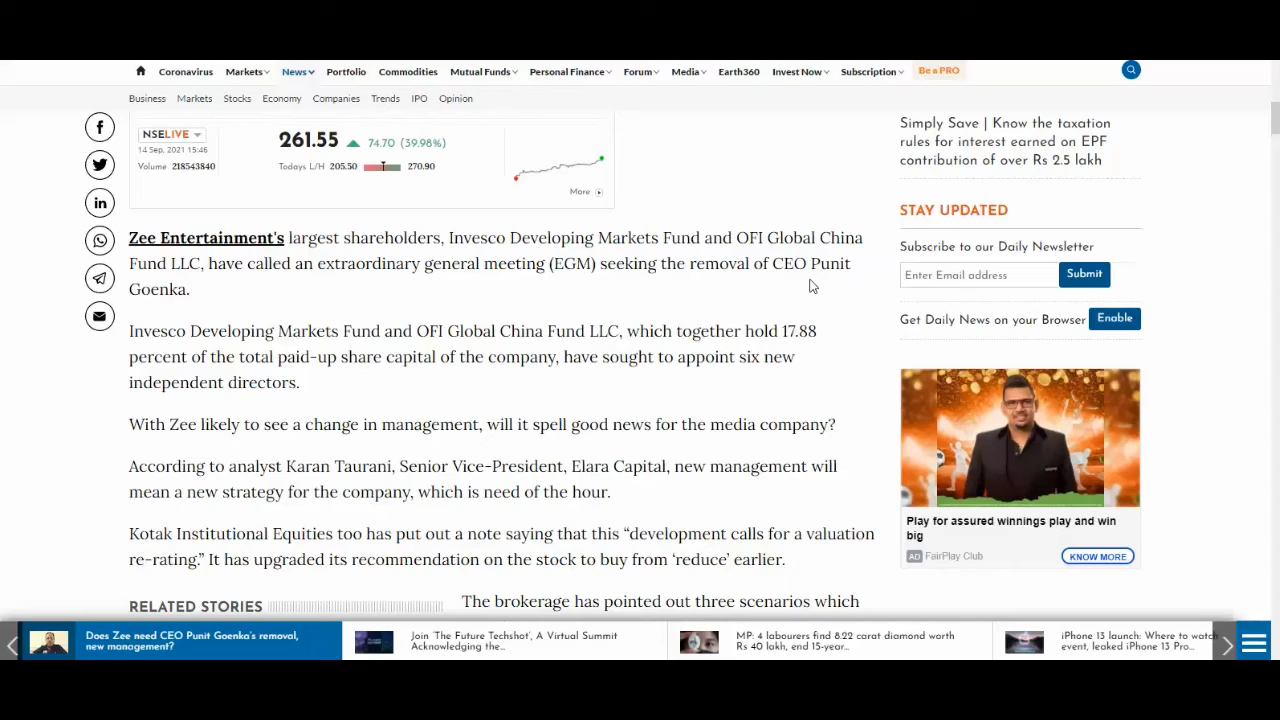 Coronavirus Markets News Portfolio Commodities Mutual Funds Personal Finance Forum Media Earth360 Invest Now Subscription Be a PRO
Business Markets Stocks Economy Companies Trends IPO Opinion
NSELIVE
14 Sep, 2021 15:46
Volume 218543840
261.55 74.70 (39.98%)
Todays L/H 205.50 270.90
More
Zee Entertainment's largest shareholders, Invesco Developing Markets Fund and OFI Global China
Fund LLC, have called an extraordinary general meeting (EGM) seeking the removal of CEO Punit
Goenka.
Invesco Developing Markets Fund and OFI Global China Fund LLC, which together hold 17.88
percent of the total paid-up share capital of the company, have sought to appoint six new
independent directors.
With Zee likely to see a change in management, will it spell good news for the media company?
According to analyst Karan Taurani, Senior Vice-President, Elara Capital, new management will
mean a new strategy for the company, which is need of the hour.
Kotak Institutional Equities too has put out a note saying that this “development calls for a valuation
re-rating.” It has upgraded its recommendation on the stock to buy from ‘reduce’ earlier.
RELATED STORIES
The brokerage has pointed out three scenarios which
Simply Save | Know the taxation
rules for interest earned on EPF
contribution of over Rs 2.5 lakh
STAY UPDATED
Subscribe to our Daily Newsletter
Enter Email address Submit
Get Daily News on your Browser Enable
Play for assured winnings play and win
big
AD FairPlay Club KNOW MORE
Does Zee need CEO Punit Goenka's removal,
new management?
Join 'The Future Techshot', A Virtual Summit
Acknowledging the...
MP: 4 labourers find 8.22 carat diamond worth
Rs 40 lakh, end 15-year...
iPhone 13 launch: Where to watch
event, leaked iPhone 13 Pro...